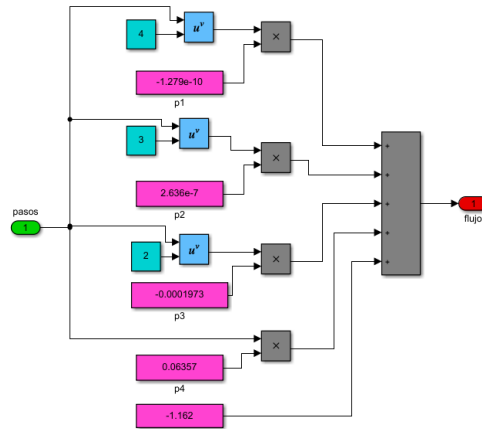 4
u^v
×
-1.279e-10
p1
3
u^v
×
2.636e-7
p2
+
+
+
+
+
pasos
1
1
flujo
2
u^v
×
-0.0001973
p3
×
0.06357
p4
-1.162